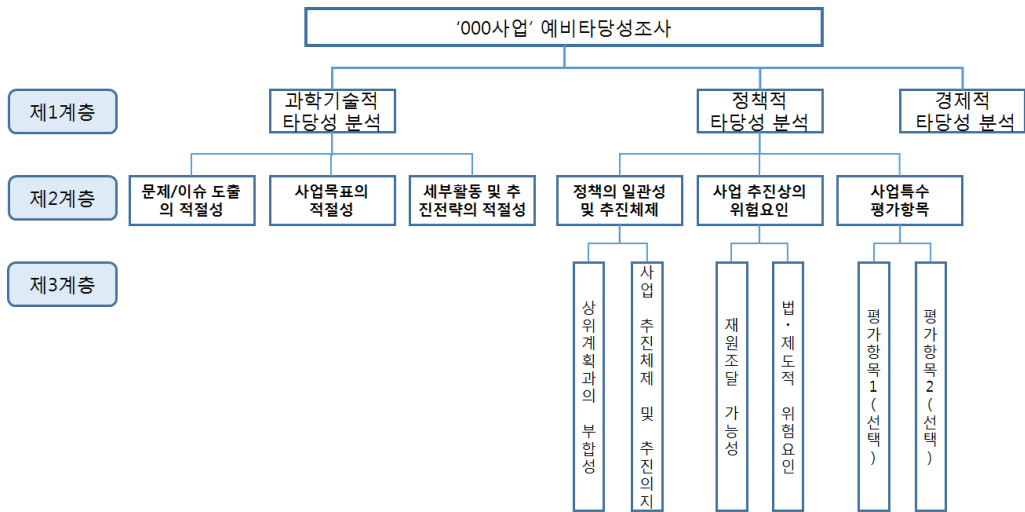 ‘000사업’ 예비타당성조사
제1계층
과학기술적
타당성 분석
정책적
타당성 분석
경제적
타당성 분석
제2계층
문제/이슈 도출
의 적절성
사업목표의
적절성
세부활동 및 추
진전략의 적절성
정책의 일관성
및 추진체제
사업 추진상의
위험요인
사업특수
평가항목
제3계층
상위계획과의 부합성
사업 추진체제 및 추진의지
재원조달 가능성
법·제도적 위험요인
평가항목1(선택)
평가항목2(선택)